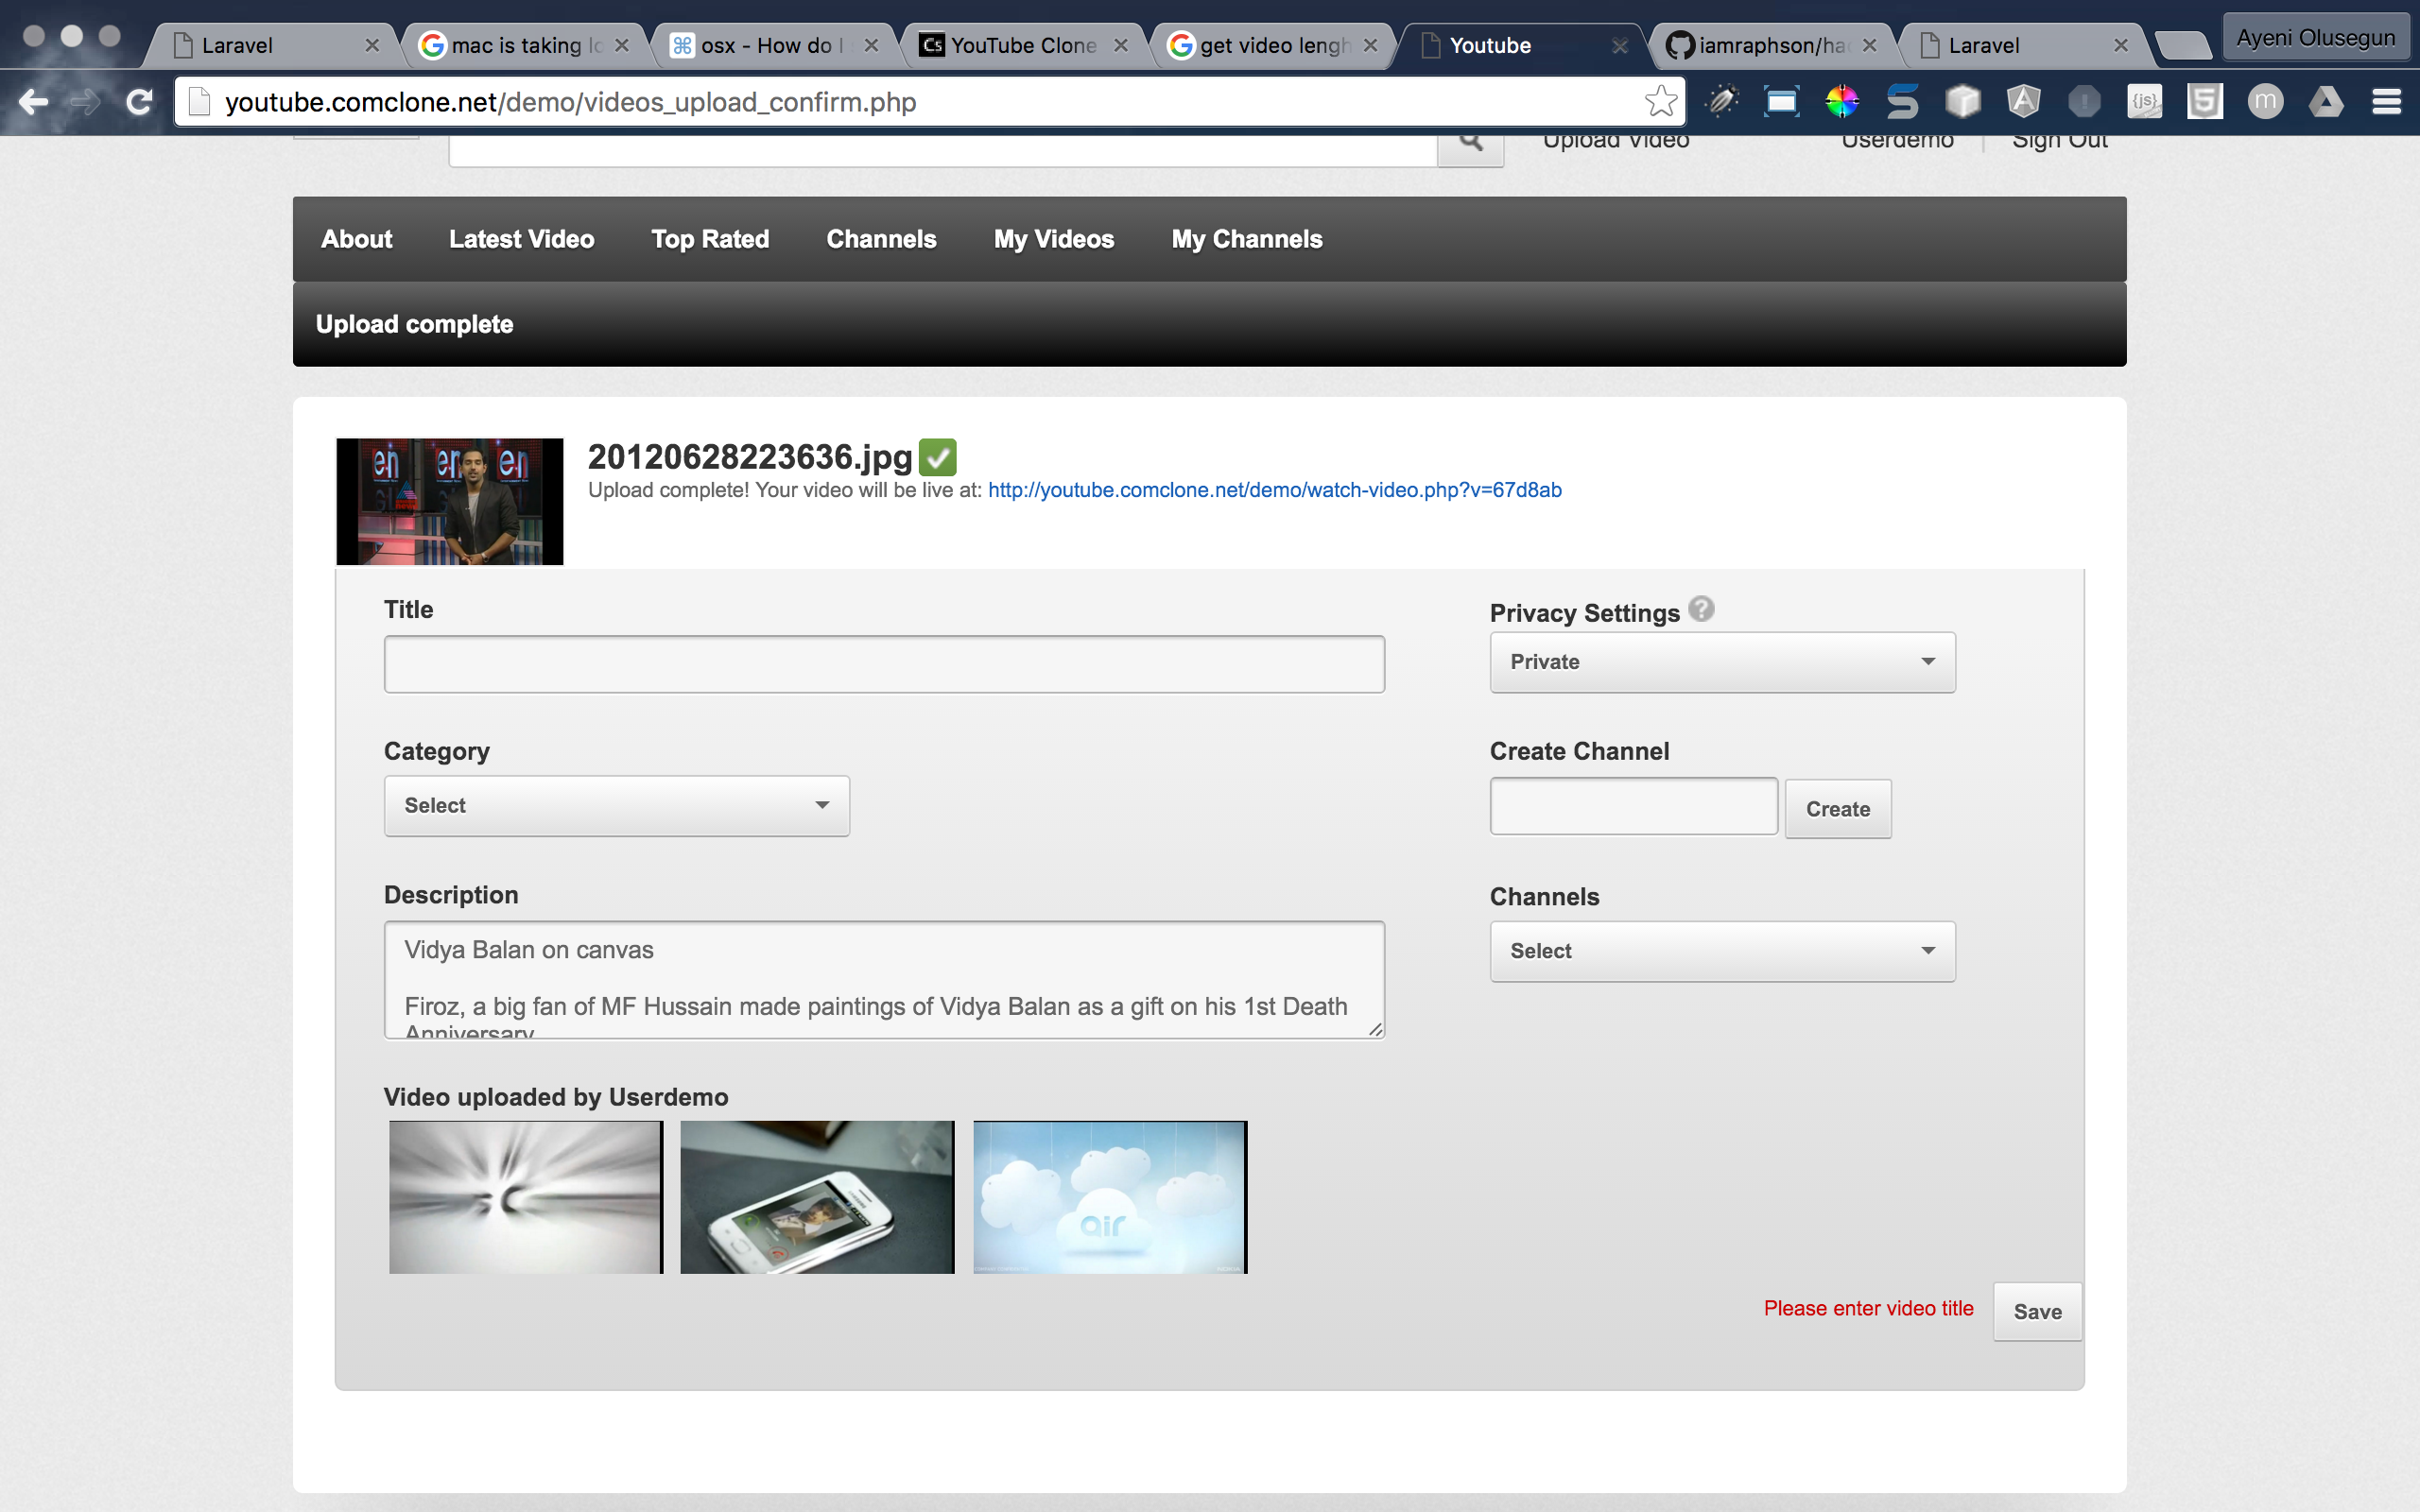 Laravel
mac is taking lo
osx - How do I
YouTube Clone
get video lengh
Youtube
iamraphson/hac
Laravel
Ayeni Olusegun
youtube.comclone.net/demo/videos_upload_confirm.php
Upload Video
Userdemo
Sign Out
About
Latest Video
Top Rated
Channels
My Videos
My Channels
Upload complete
20120628223636.jpg
Upload complete! Your video will be live at: http://youtube.comclone.net/demo/watch-video.php?v=67d8ab
Title
Privacy Settings
Private
Category
Select
Create Channel
Create
Description
Vidya Balan on canvas
Firoz, a big fan of MF Hussain made paintings of Vidya Balan as a gift on his 1st Death
Anniversary
Channels
Select
Video uploaded by Userdemo
air
Please enter video title
Save